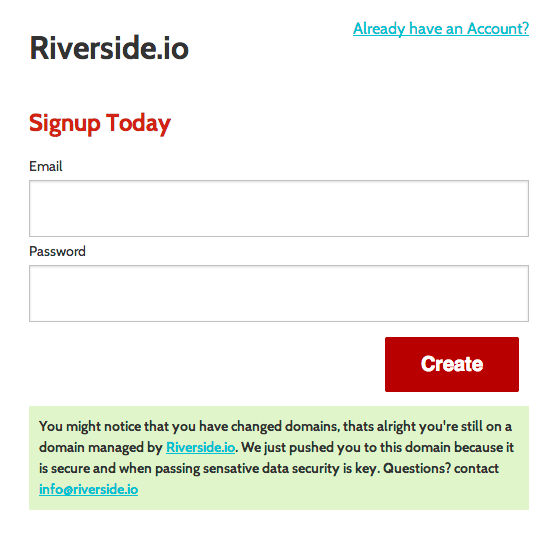 Already have an Account?
Riverside.io
Signup Today
Email
Password
Create
You might notice that you have changed domains, thats alright you're still on a
domain managed by Riverside.io. We just pushed you to this domain because it
is secure and when passing sensative data security is key. Questions? contact
info@riverside.io